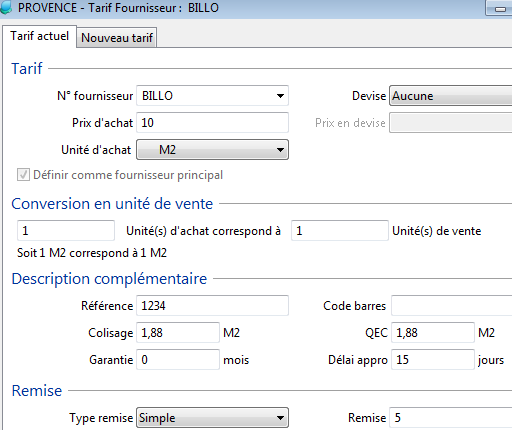 PROVENCE - Tarif Fournisseur : BILLO
Tarif actuel Nouveau tarif
Tarif
N° fournisseur BILLO Devise Aucune
Prix d'achat 10 Prix en devise
Unité d'achat M2
Définir comme fournisseur principal
Conversion en unité de vente
1 Unité(s) d'achat correspond à 1 Unité(s) de vente
Soit 1 M2 correspond à 1 M2
Description complémentaire
Référence 1234 Code barres
Colisage 1,88 M2 QEC 1,88 M2
Garantie 0 mois Délai appro 15 jours
Remise
Type remise Simple Remise 5